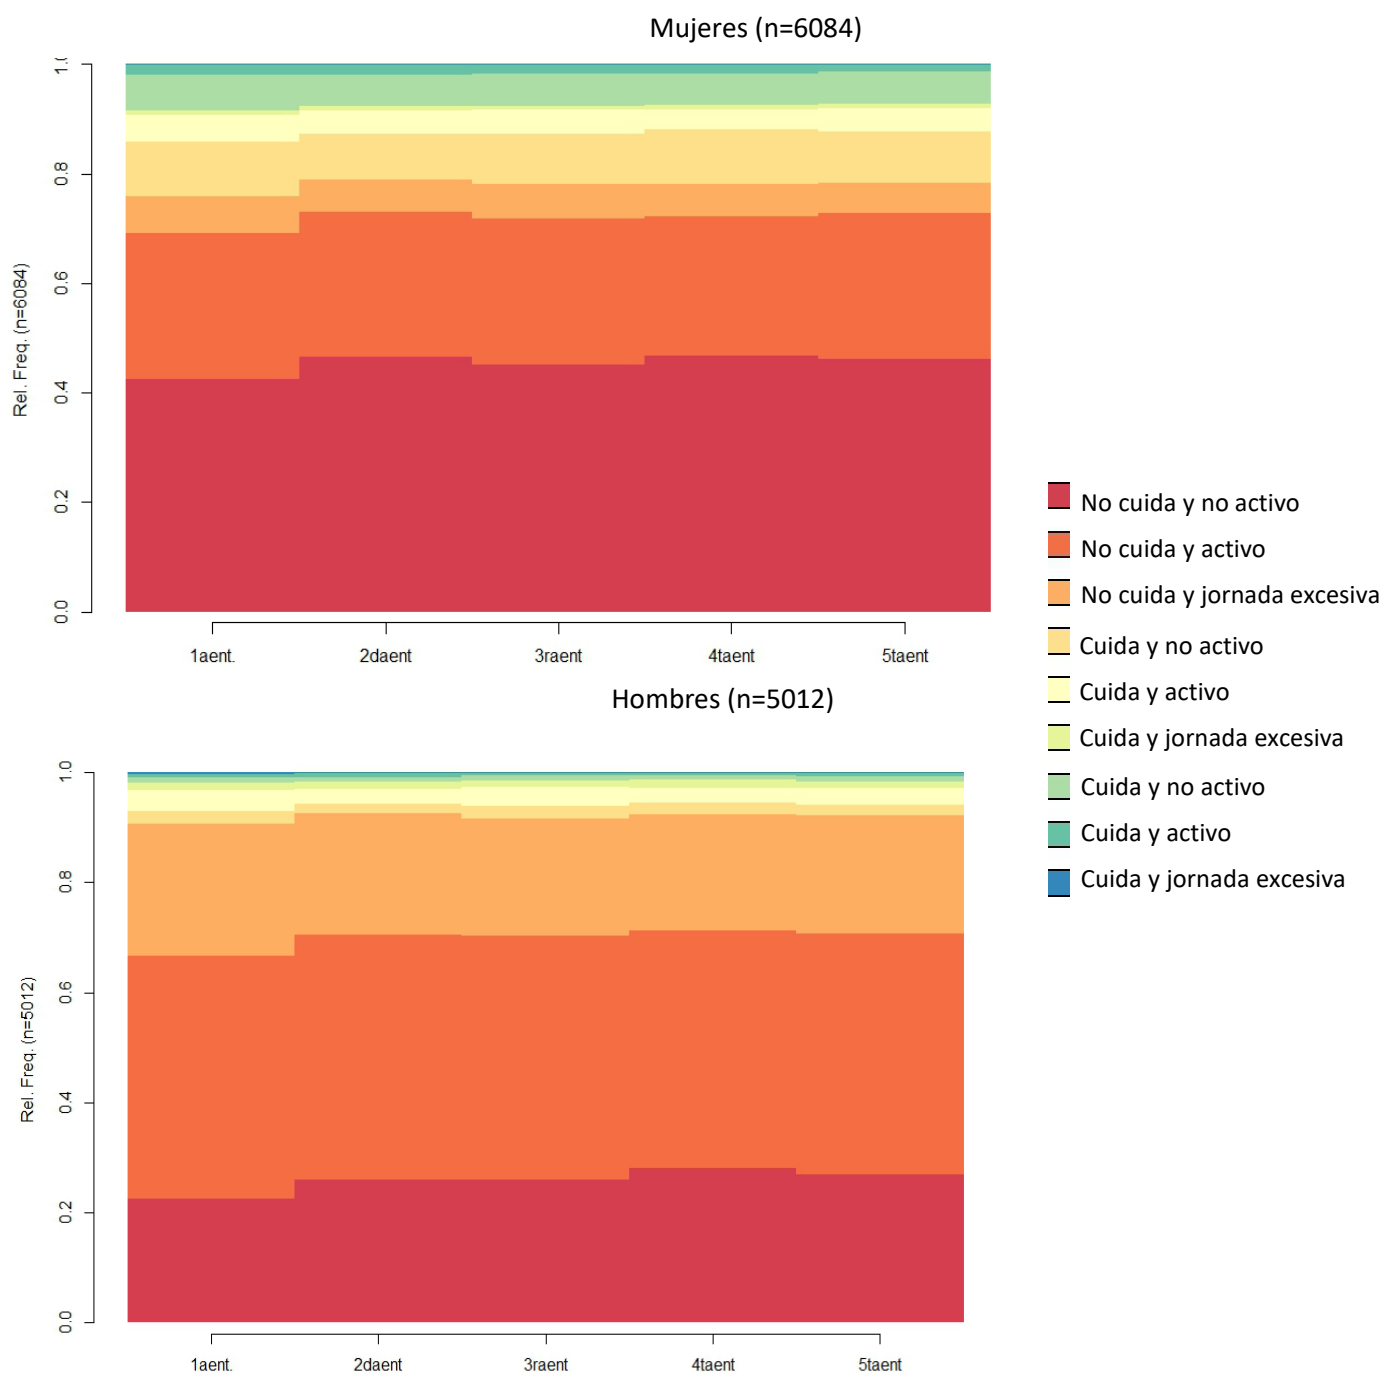 Mujeres (n=6084)
Rel. Freq. (n=6084)
1.0
0.8
0.6
0.4
0.2
0.0
1aent.
2daent
3raent
4taent
5taent
Hombres (n=5012)
Rel. Freq. (n=5012)
1.0
0.8
0.6
0.4
0.2
0.0
1aent.
2daent
3raent
4taent
5taent
No cuida y no activo
No cuida y activo
No cuida y jornada excesiva
Cuida y no activo
Cuida y activo
Cuida y jornada excesiva
Cuida y no activo
Cuida y activo
Cuida y jornada excesiva